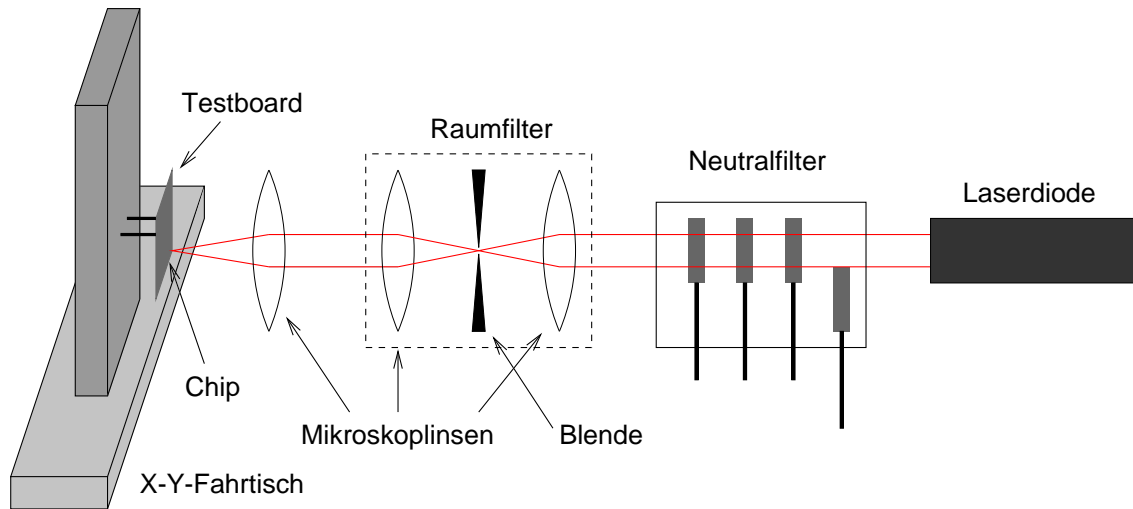 Testboard
Raumfilter
Neutralfilter
Laserdiode
Chip
Mikroskoplinsen
Blende
X-Y-Fahrtisch